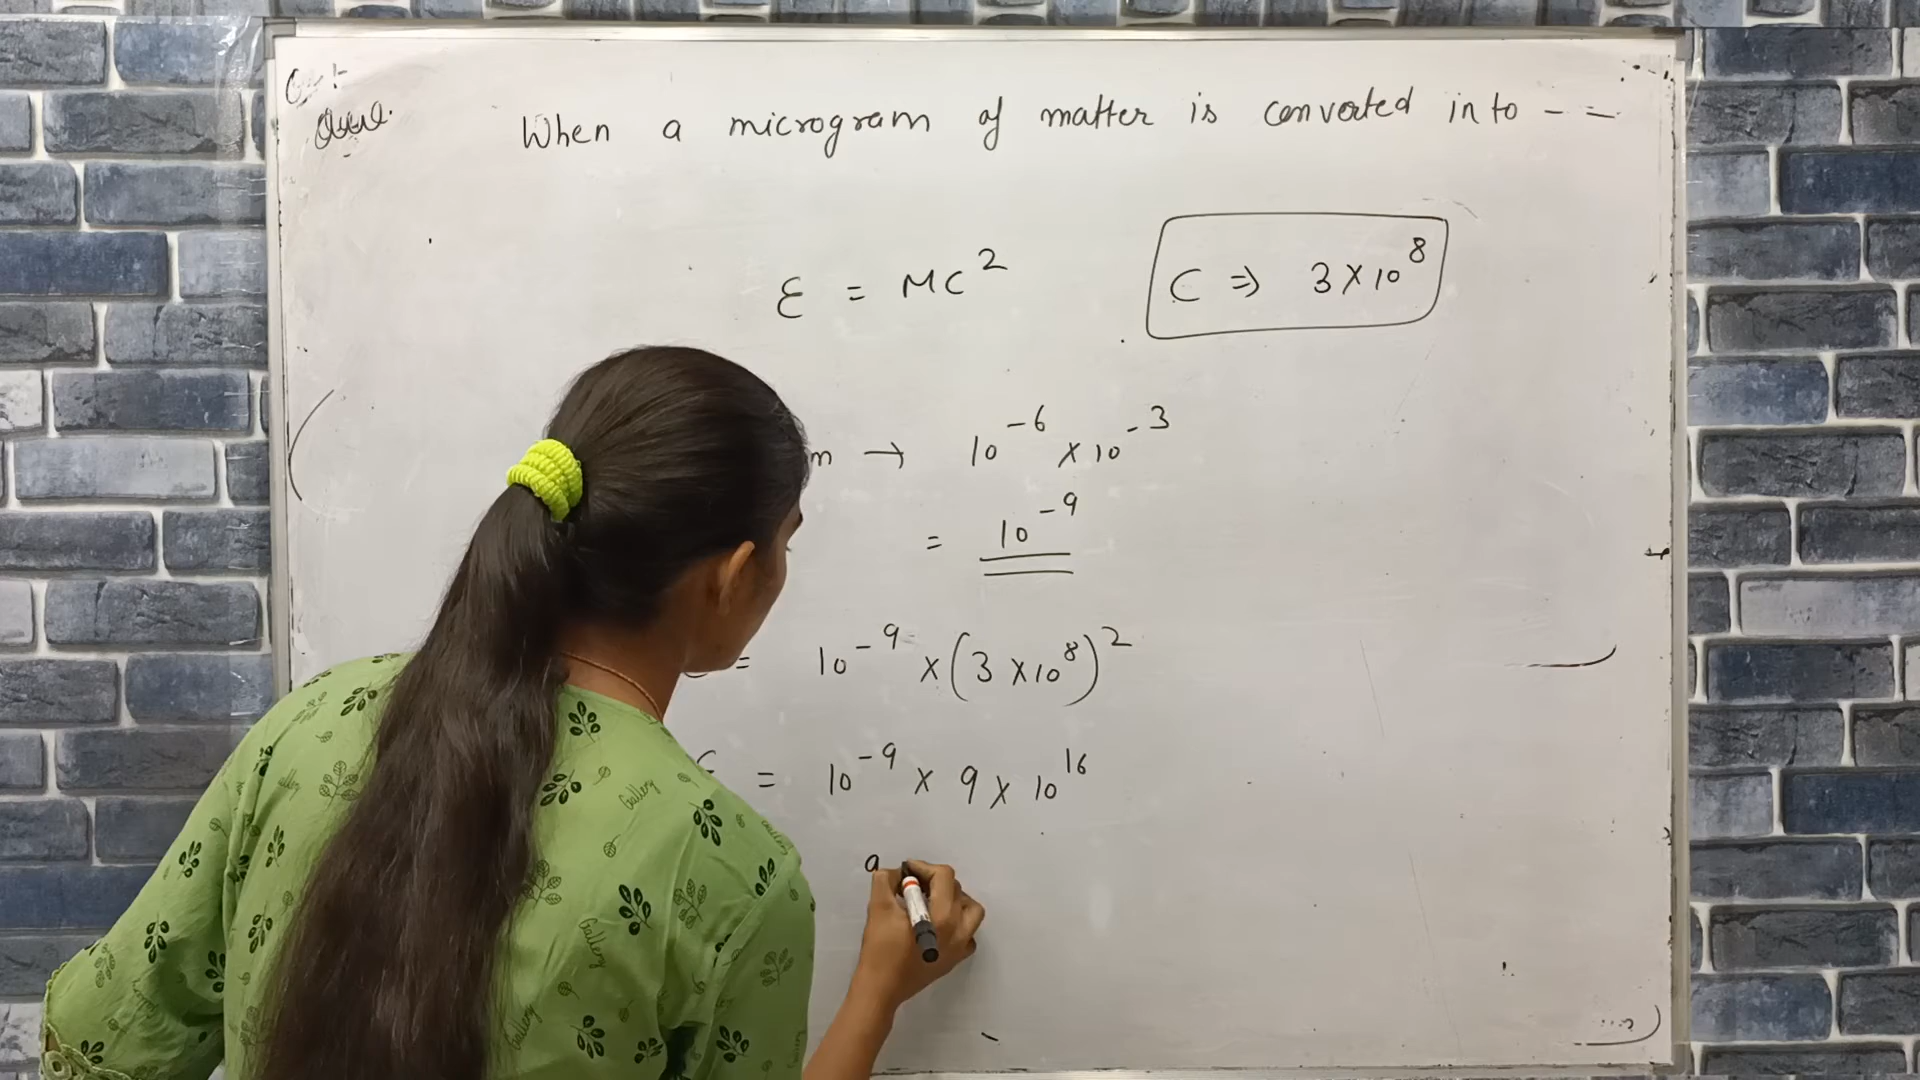 When a microgram of matter is converted into - =
ε = MC²
C ⇒ 3×10⁸
m → 10⁻⁶ × 10⁻³
= 10⁻⁹
= 10⁻⁹ × (3 × 10⁸)²
= 10⁻⁹ × 9 × 10¹⁶
9